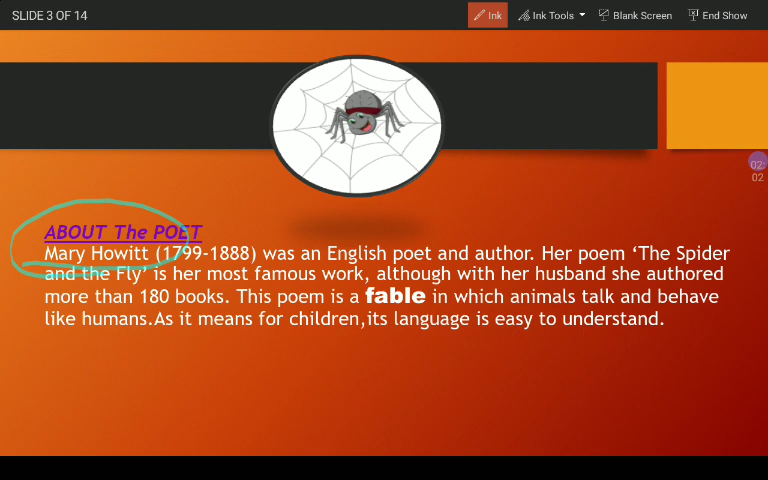 SLIDE 3 OF 14
Ink
Ink Tools
Blank Screen
End Show
02:
02
ABOUT The POET
Mary Howitt (1799-1888) was an English poet and author. Her poem ‘The Spider
and the Fly’ is her most famous work, although with her husband she authored
more than 180 books. This poem is a fable in which animals talk and behave
like humans.As it means for children,its language is easy to understand.